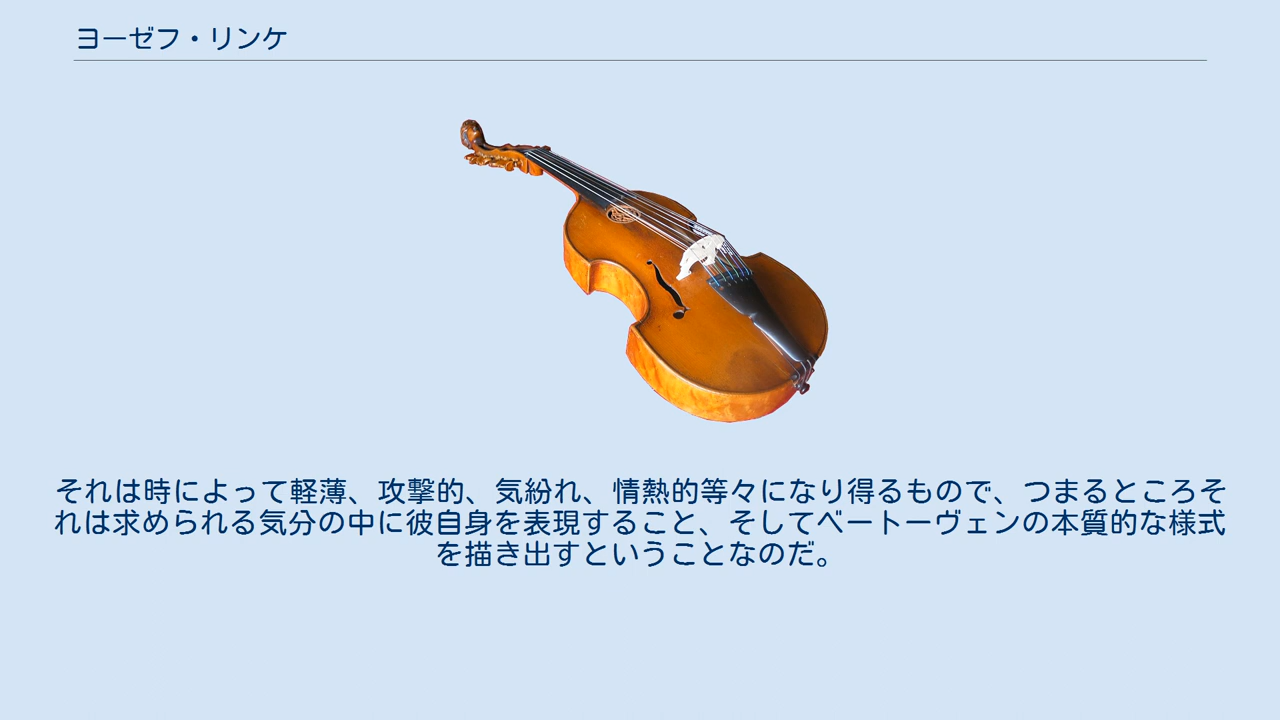 ヨーゼフ・リンケ
それは時によって軽薄、攻撃的、気紛れ、情熱的等々になり得るもので、つまるところそ
れは求められる気分の中に彼自身を表現すること、そしてベートーヴェンの本質的な様式
を描き出すということなのだ。